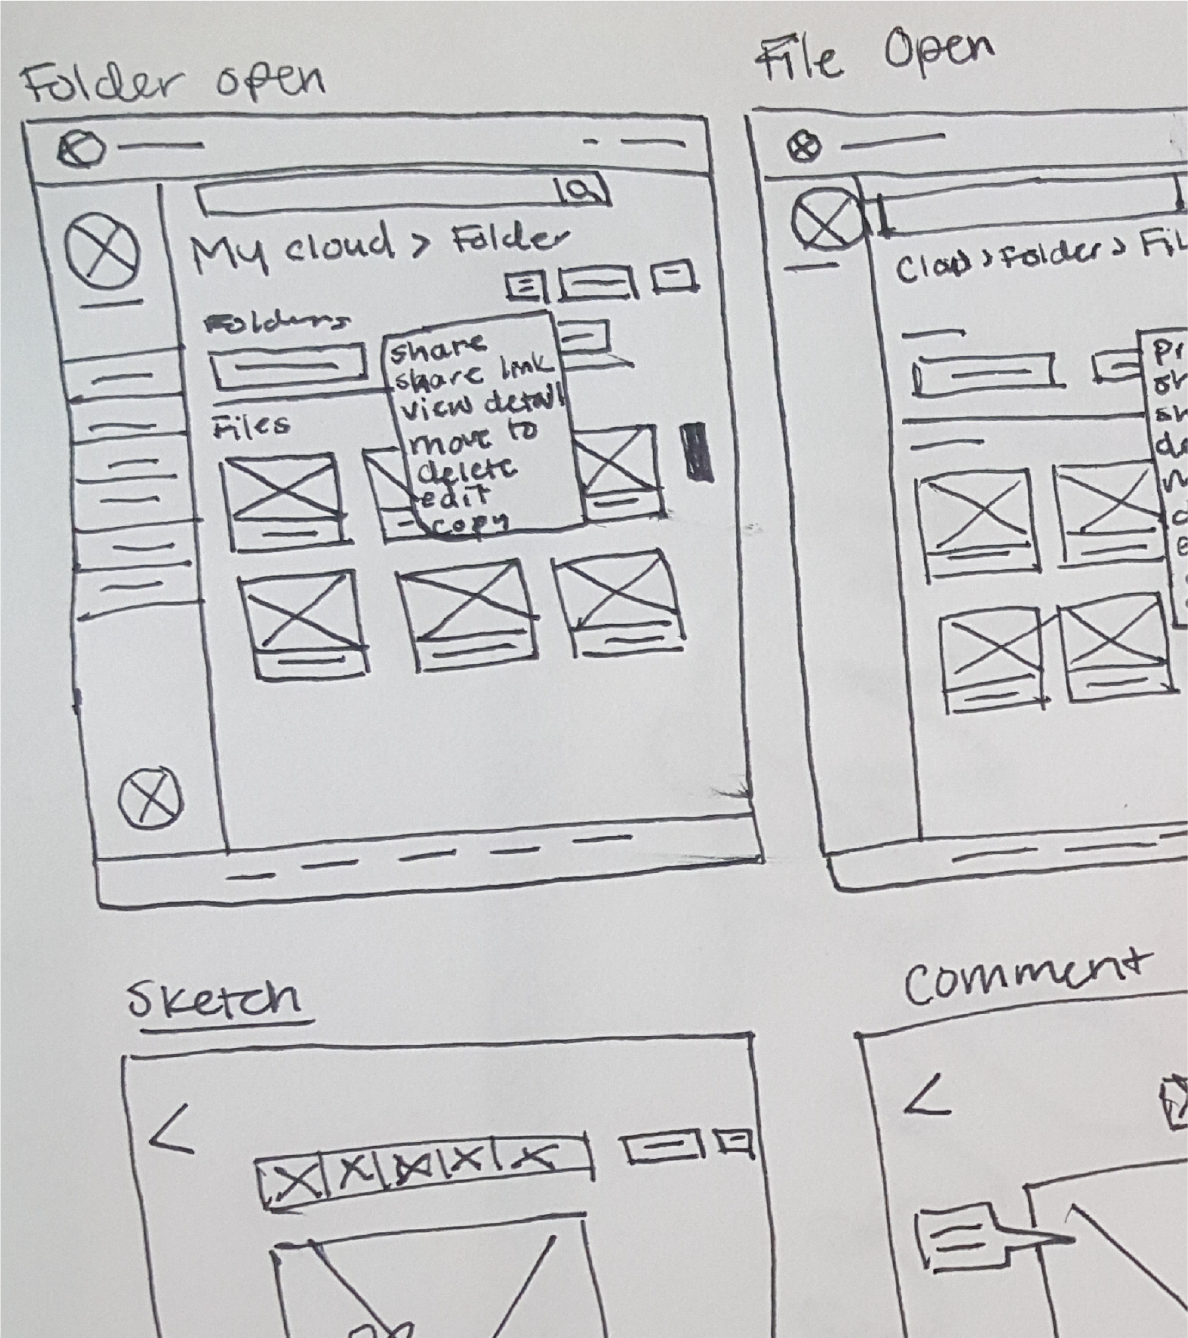 Folder open
My cloud > Folder
Folders
share
share link
view detail
move to
delete
edit
copy
Files
File Open
Cloud > Folder > Fil
Pr
sh
de
Sketch
Comment